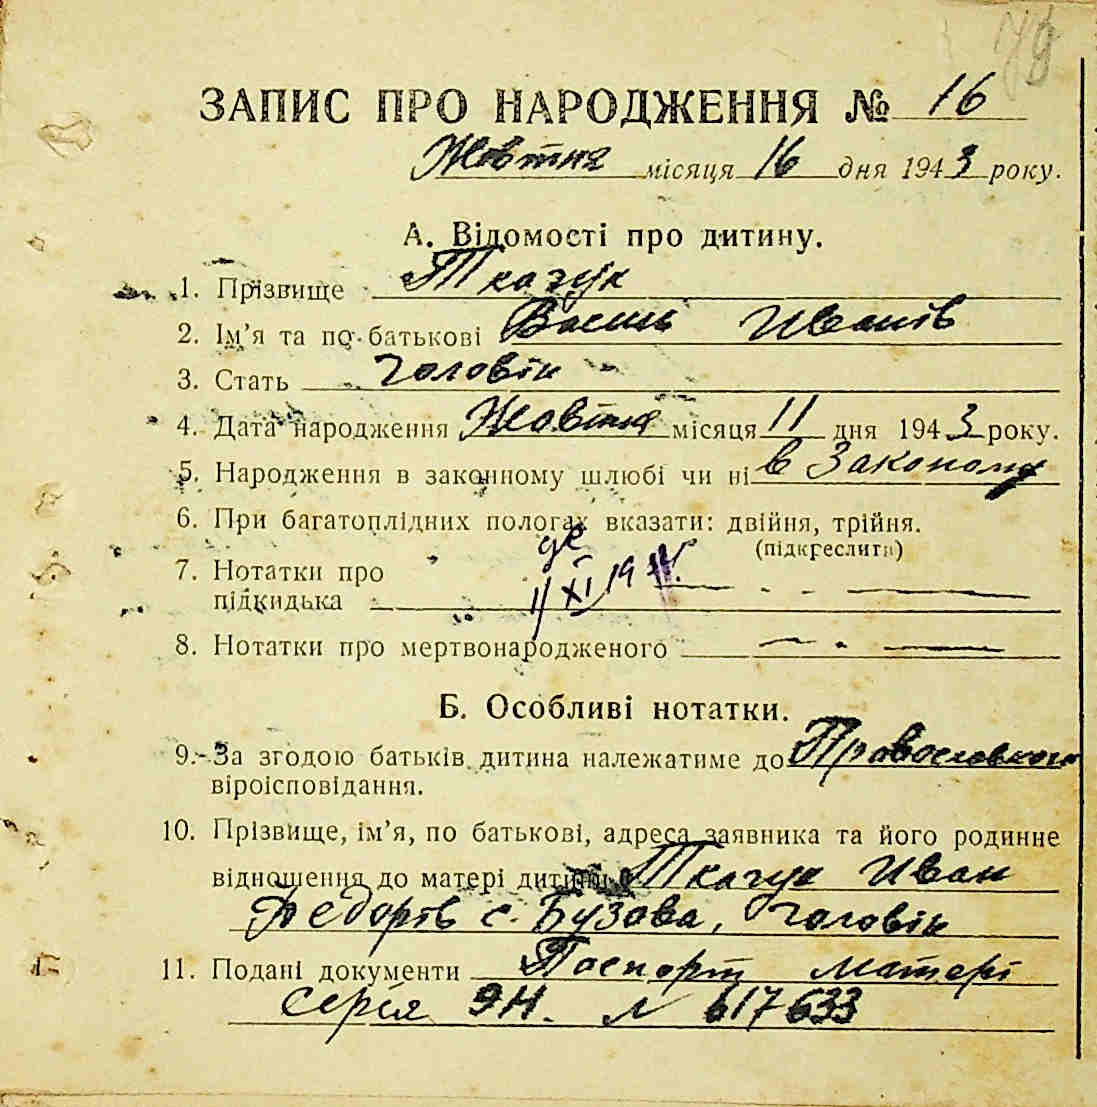 ЗАПИС ПРО НАРОДЖЕННЯ № 16
Жовтня місяця 16 дня 1943 року.
А. Відомості про дитину.
1. Прізвище Ткачук
2. Ім'я та по-батькові Василь Иванів
3. Стать Чоловік
4. Дата народження Жовтня місяця 11 дня 1943 року.
5. Народження в законному шлюбі чи ні в Законому
6. При багатоплідних пологах вказати: двійня, трійня.
(підкреслити)
7. Нотатки про
підкидька 11/XI 19
8. Нотатки про мертвонародженого
Б. Особливі нотатки.
9. За згодою батьків дитина належатиме до Православного
віроісповідання.
10. Прізвище, ім'я, по батькові, адреса заявника та його родинне
відношення до матері дитини Ткачук Иван
Федорів с. Бузова, Чоловік
11. Подані документи Поспорт матері
серія ЭН. № 617633